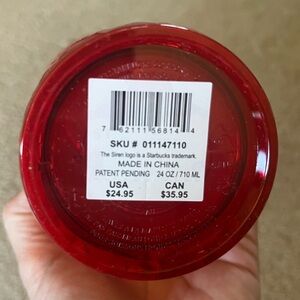 7 62111 56814 4
SKU # 011147110
The Siren logo is a Starbucks trademark.
MADE IN CHINA
PATENT PENDING 24 OZ / 710 ML
USA CAN
$24.95 $35.95